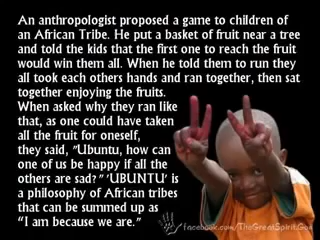 An anthropologist proposed a game to children of
an African Tribe. He put a basket of fruit near a tree
and told the kids that the first one to reach the fruit
would win them all. When he told them to run they
all took each others hands and ran together, then sat
together enjoying the fruits.
When asked why they ran like
that, as one could have taken
all the fruit for oneself,
they said, "Ubuntu, how can
one of us be happy if all the
others are sad?" 'UBUNTU' is
a philosophy of African tribes
that can be summed up as
"I am because we are."
facebook.com/TheGreatSpirit.Gno